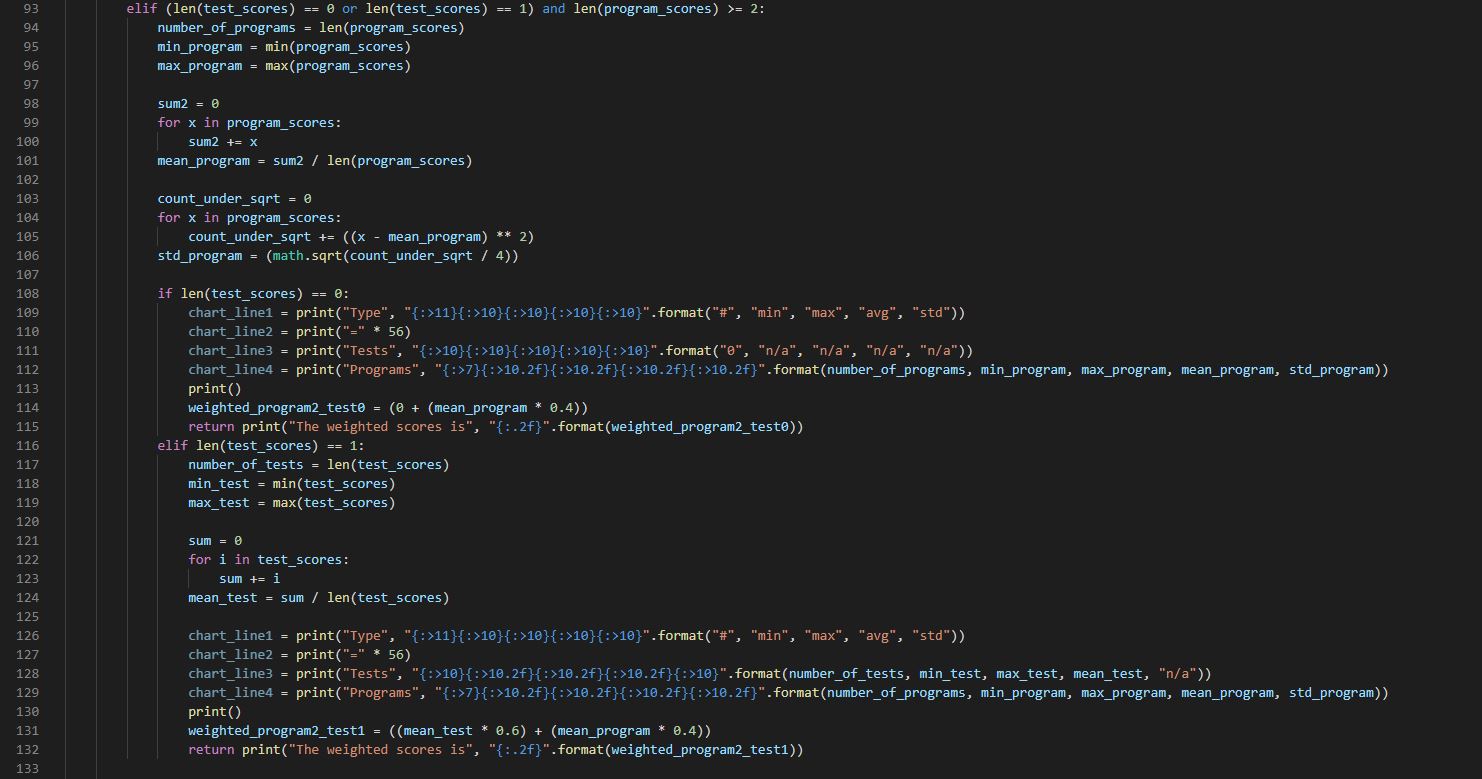 93 elif (len(test_scores) == 0 or len(test_scores) == 1) and len(program_scores) >= 2:
94 number_of_programs = len(program_scores)
95 min_program = min(program_scores)
96 max_program = max(program_scores)
97
98 sum2 = 0
99 for x in program_scores:
100 sum2 += x
101 mean_program = sum2 / len(program_scores)
102
103 count_under_sqrt = 0
104 for x in program_scores:
105 count_under_sqrt += ((x - mean_program) ** 2)
106 std_program = (math.sqrt(count_under_sqrt / 4))
107
108 if len(test_scores) == 0:
109 chart_line1 = print("Type", "{:>11}{:>10}{:>10}{:>10}{:>10}".format("#", "min", "max", "avg", "std"))
110 chart_line2 = print("=" * 56)
111 chart_line3 = print("Tests", "{:>10}{:>10}{:>10}{:>10}{:>10}".format("0", "n/a", "n/a", "n/a", "n/a"))
112 chart_line4 = print("Programs", "{:>7}{:>10.2f}{:>10.2f}{:>10.2f}{:>10.2f}".format(number_of_programs, min_program, max_program, mean_program, std_program))
113 print()
114 weighted_program2_test0 = (0 + (mean_program * 0.4))
115 return print("The weighted scores is", "{:.2f}".format(weighted_program2_test0))
116 elif len(test_scores) == 1:
117 number_of_tests = len(test_scores)
118 min_test = min(test_scores)
119 max_test = max(test_scores)
120
121 sum = 0
122 for i in test_scores:
123 sum += i
124 mean_test = sum / len(test_scores)
125
126 chart_line1 = print("Type", "{:>11}{:>10}{:>10}{:>10}{:>10}".format("#", "min", "max", "avg", "std"))
127 chart_line2 = print("=" * 56)
128 chart_line3 = print("Tests", "{:>10}{:>10.2f}{:>10.2f}{:>10.2f}{:>10}".format(number_of_tests, min_test, max_test, mean_test, "n/a"))
129 chart_line4 = print("Programs", "{:>7}{:>10.2f}{:>10.2f}{:>10.2f}{:>10.2f}".format(number_of_programs, min_program, max_program, mean_program, std_program))
130 print()
131 weighted_program2_test1 = ((mean_test * 0.6) + (mean_program * 0.4))
132 return print("The weighted scores is", "{:.2f}".format(weighted_program2_test1))
133